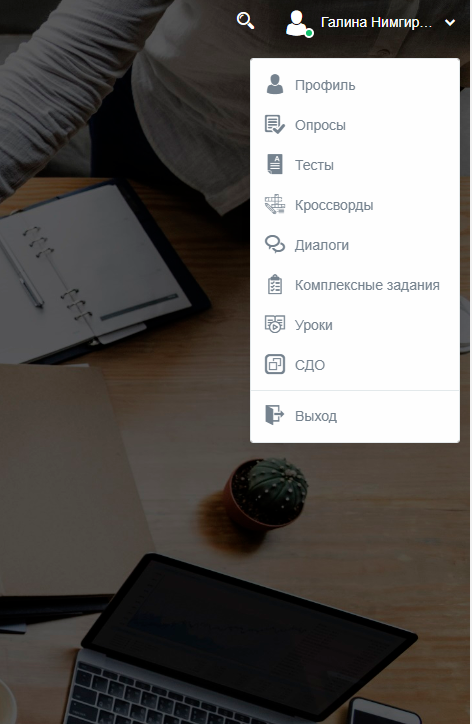 Галина Нимгир...
Профиль
Опросы
Тесты
Кроссворды
Диалоги
Комплексные задания
Уроки
СДО
Выход